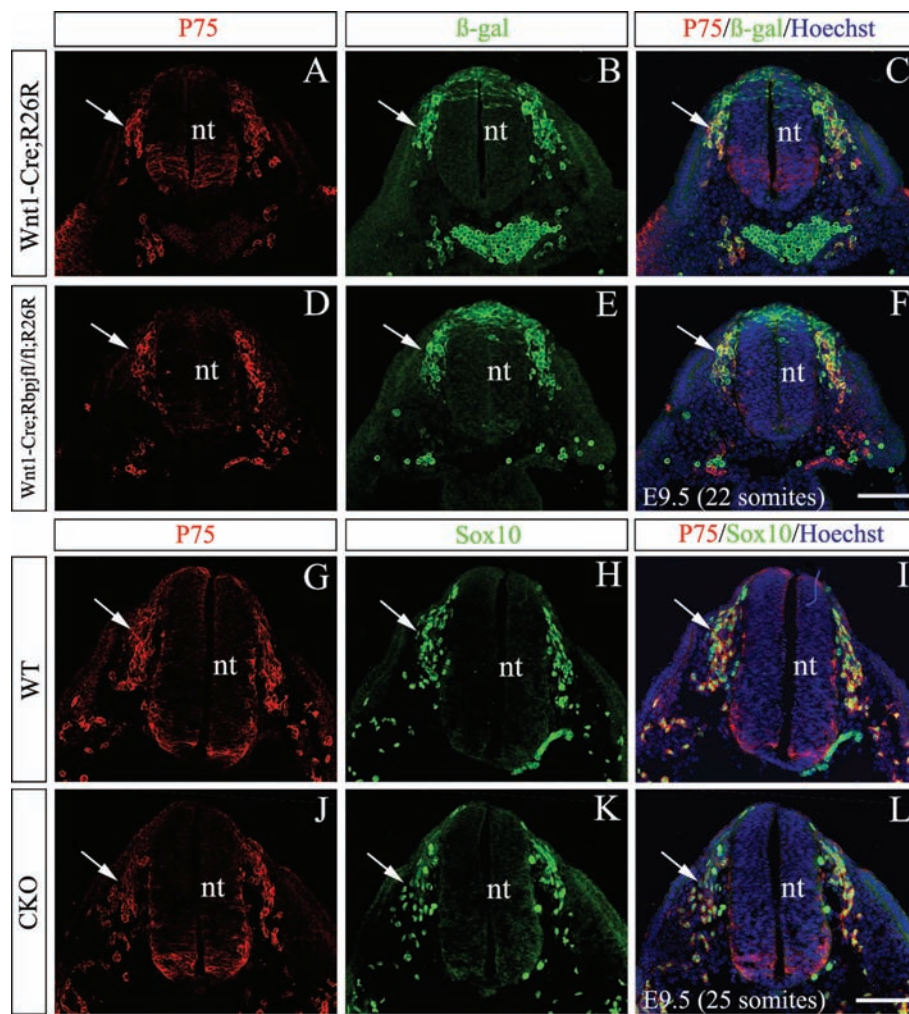 P75 ß-gal P75/ß-gal/Hoechst
Wnt1-Cre;R26R
A B C
nt nt nt
Wnt1-Cre;Rbpjfl/fl;R26R
D E F
nt nt nt
E9.5 (22 somites)
P75 Sox10 P75/Sox10/Hoechst
WT
G H I
nt nt nt
CKO
J K L
nt nt nt
E9.5 (25 somites)